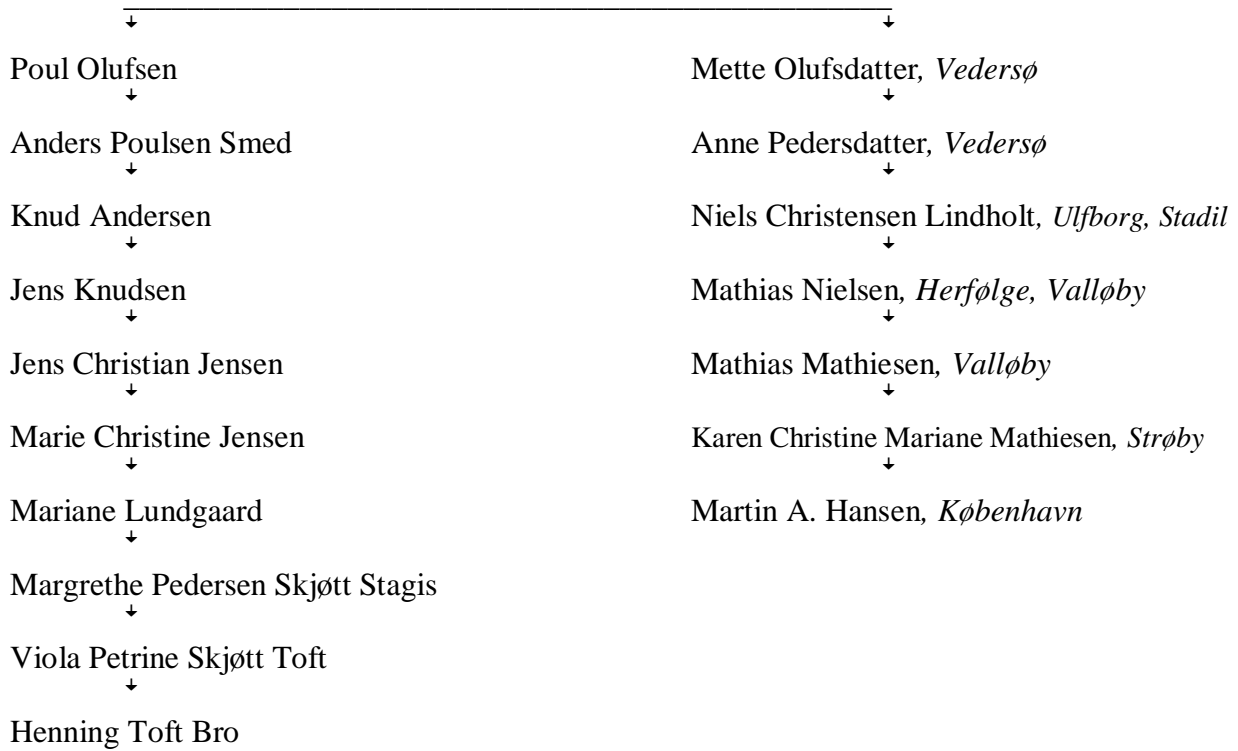 Poul Olufsen Mette Olufsdatter, Vedersø
Anders Poulsen Smed Anne Pedersdatter, Vedersø
Knud Andersen Niels Christensen Lindholt, Ulfborg, Stadil
Jens Knudsen Mathias Nielsen, Herfølge, Valløby
Jens Christian Jensen Mathias Mathiesen, Valløby
Marie Christine Jensen Karen Christine Mariane Mathiesen, Strøby
Mariane Lundgaard Martin A. Hansen, København
Margrethe Pedersen Skjøtt Stagis
Viola Petrine Skjøtt Toft
Henning Toft Bro